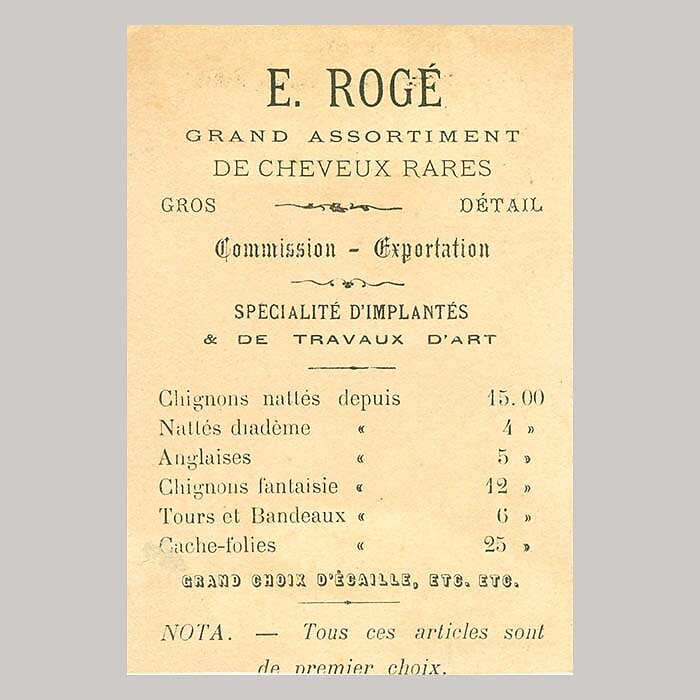 E. ROGÉ
GRAND ASSORTIMENT
DE CHEVEUX RARES
GROS DÉTAIL
Commission - Exportation
SPÉCIALITÉ D'IMPLANTÉS
& DE TRAVAUX D'ART
Chignons nattés depuis 15.00
Nattés diadème « 4 »
Anglaises « 5 »
Chignons fantaisie « 12 »
Tours et Bandeaux « 6 »
Cache-folies « 25 »
GRAND CHOIX D'ÉCAILLE, ETC. ETC.
NOTA. — Tous ces articles sont
de premier choix.